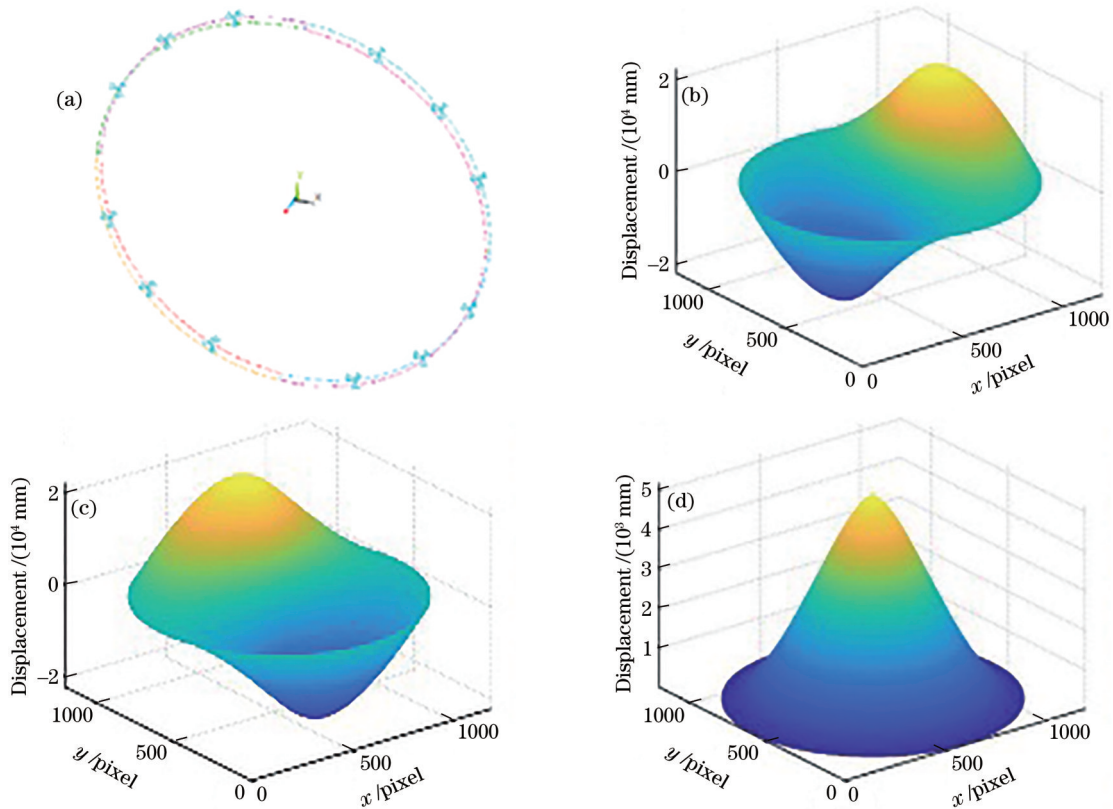 (a)
Y
X
(b)
Displacement /(10⁴ mm)
2
0
−2
1000
500
0
y /pixel
0
500
1000
x /pixel
(c)
Displacement /(10⁴ mm)
2
0
−2
1000
500
0
y /pixel
0
500
1000
x /pixel
(d)
Displacement /(10³ mm)
5
4
3
2
1
1000
500
0
y /pixel
0
500
1000
x /pixel